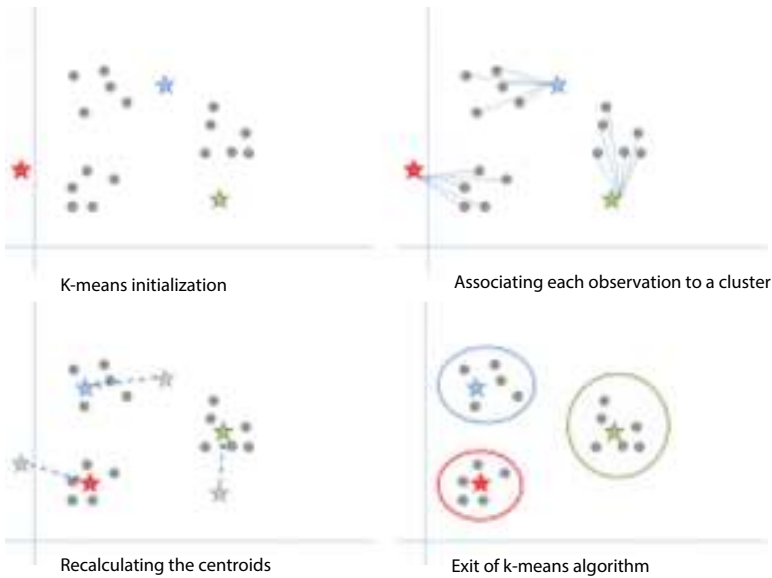 K-means initialization
Associating each observation to a cluster
Recalculating the centroids
Exit of k-means algorithm